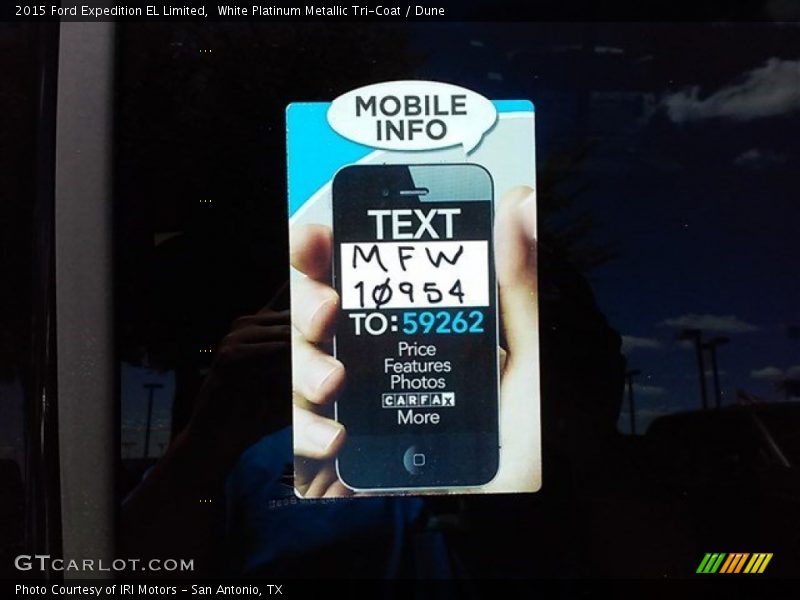 2015 Ford Expedition EL Limited,  White Platinum Metallic Tri-Coat / Dune
MOBILE
INFO
TEXT
MFW
10954
TO: 59262
Price
Features
Photos
CARFAX
More
GTCARLOT.COM
Photo Courtesy of IRI Motors - San Antonio, TX